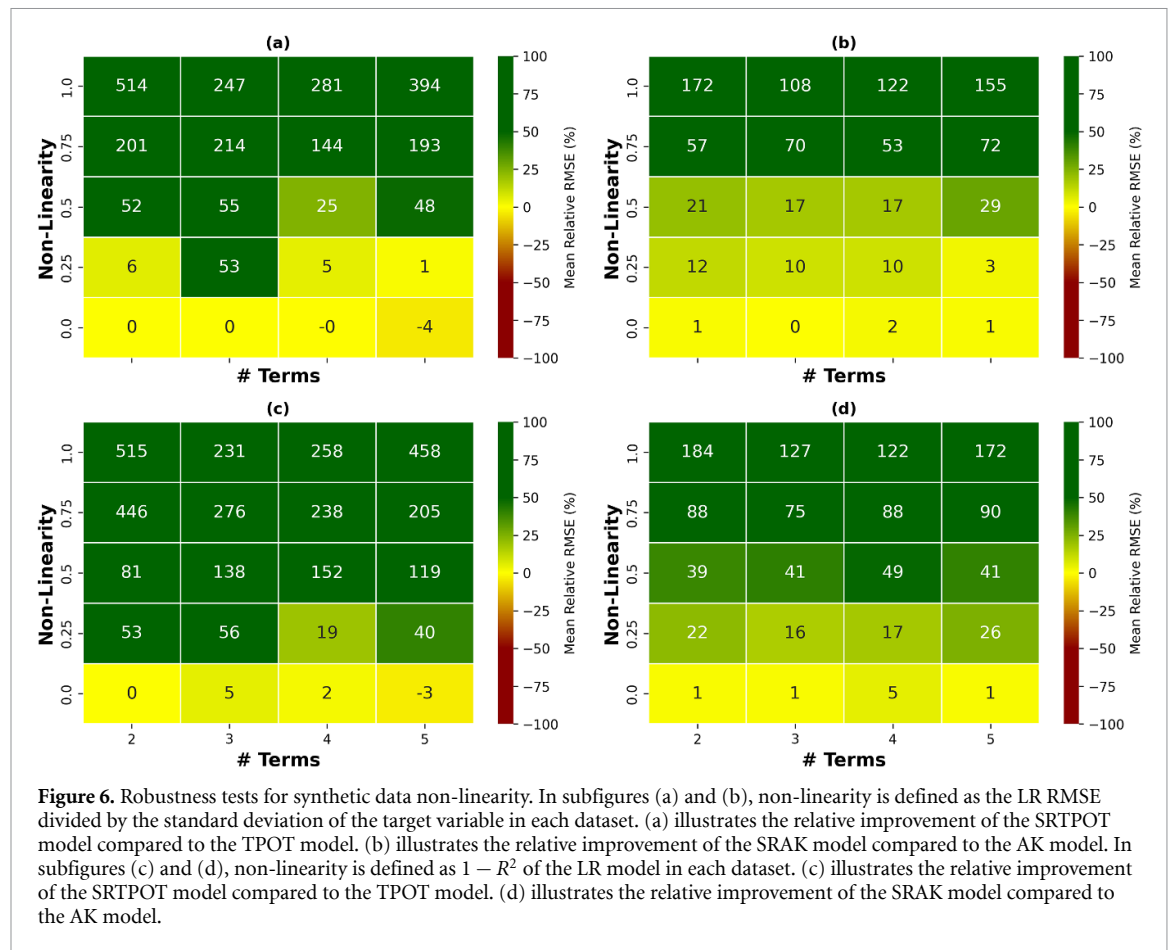 (a)
1.0 514 247 281 394
0.75 201 214 144 193
0.5 52 55 25 48
0.25 6 53 5 1
0.0 0 0 -0 -4
Non-Linearity
# Terms
100
75
50
25
0
−25
−50
−75
−100
Mean Relative RMSE (%)
(b)
1.0 172 108 122 155
0.75 57 70 53 72
0.5 21 17 17 29
0.25 12 10 10 3
0.0 1 0 2 1
Non-Linearity
# Terms
100
75
50
25
0
−25
−50
−75
−100
Mean Relative RMSE (%)
(c)
1.0 515 231 258 458
0.75 446 276 238 205
0.5 81 138 152 119
0.25 53 56 19 40
0.0 0 5 2 -3
2 3 4 5
Non-Linearity
# Terms
100
75
50
25
0
−25
−50
−75
−100
Mean Relative RMSE (%)
(d)
1.0 184 127 122 172
0.75 88 75 88 90
0.5 39 41 49 41
0.25 22 16 17 26
0.0 1 1 5 1
2 3 4 5
Non-Linearity
# Terms
100
75
50
25
0
−25
−50
−75
−100
Mean Relative RMSE (%)
Figure 6. Robustness tests for synthetic data non-linearity. In subfigures (a) and (b), non-linearity is defined as the LR RMSE
divided by the standard deviation of the target variable in each dataset. (a) illustrates the relative improvement of the SRTPOT
model compared to the TPOT model. (b) illustrates the relative improvement of the SRAK model compared to the AK model. In
subfigures (c) and (d), non-linearity is defined as 1 − R² of the LR model in each dataset. (c) illustrates the relative improvement
of the SRTPOT model compared to the TPOT model. (d) illustrates the relative improvement of the SRAK model compared to
the AK model.